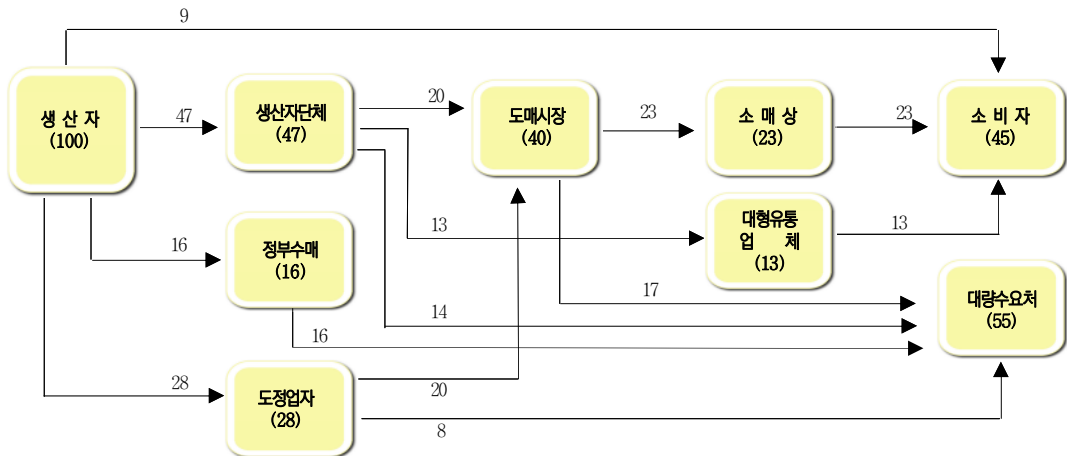 9
생 산 자
(100)
47
생산자단체
(47)
20
도매시장
(40)
23
소 매 상
(23)
23
소 비 자
(45)
16
정부수매
(16)
13
대형유통
업 체
(13)
13
17
14
16
대량수요처
(55)
28
도정업자
(28)
20
8